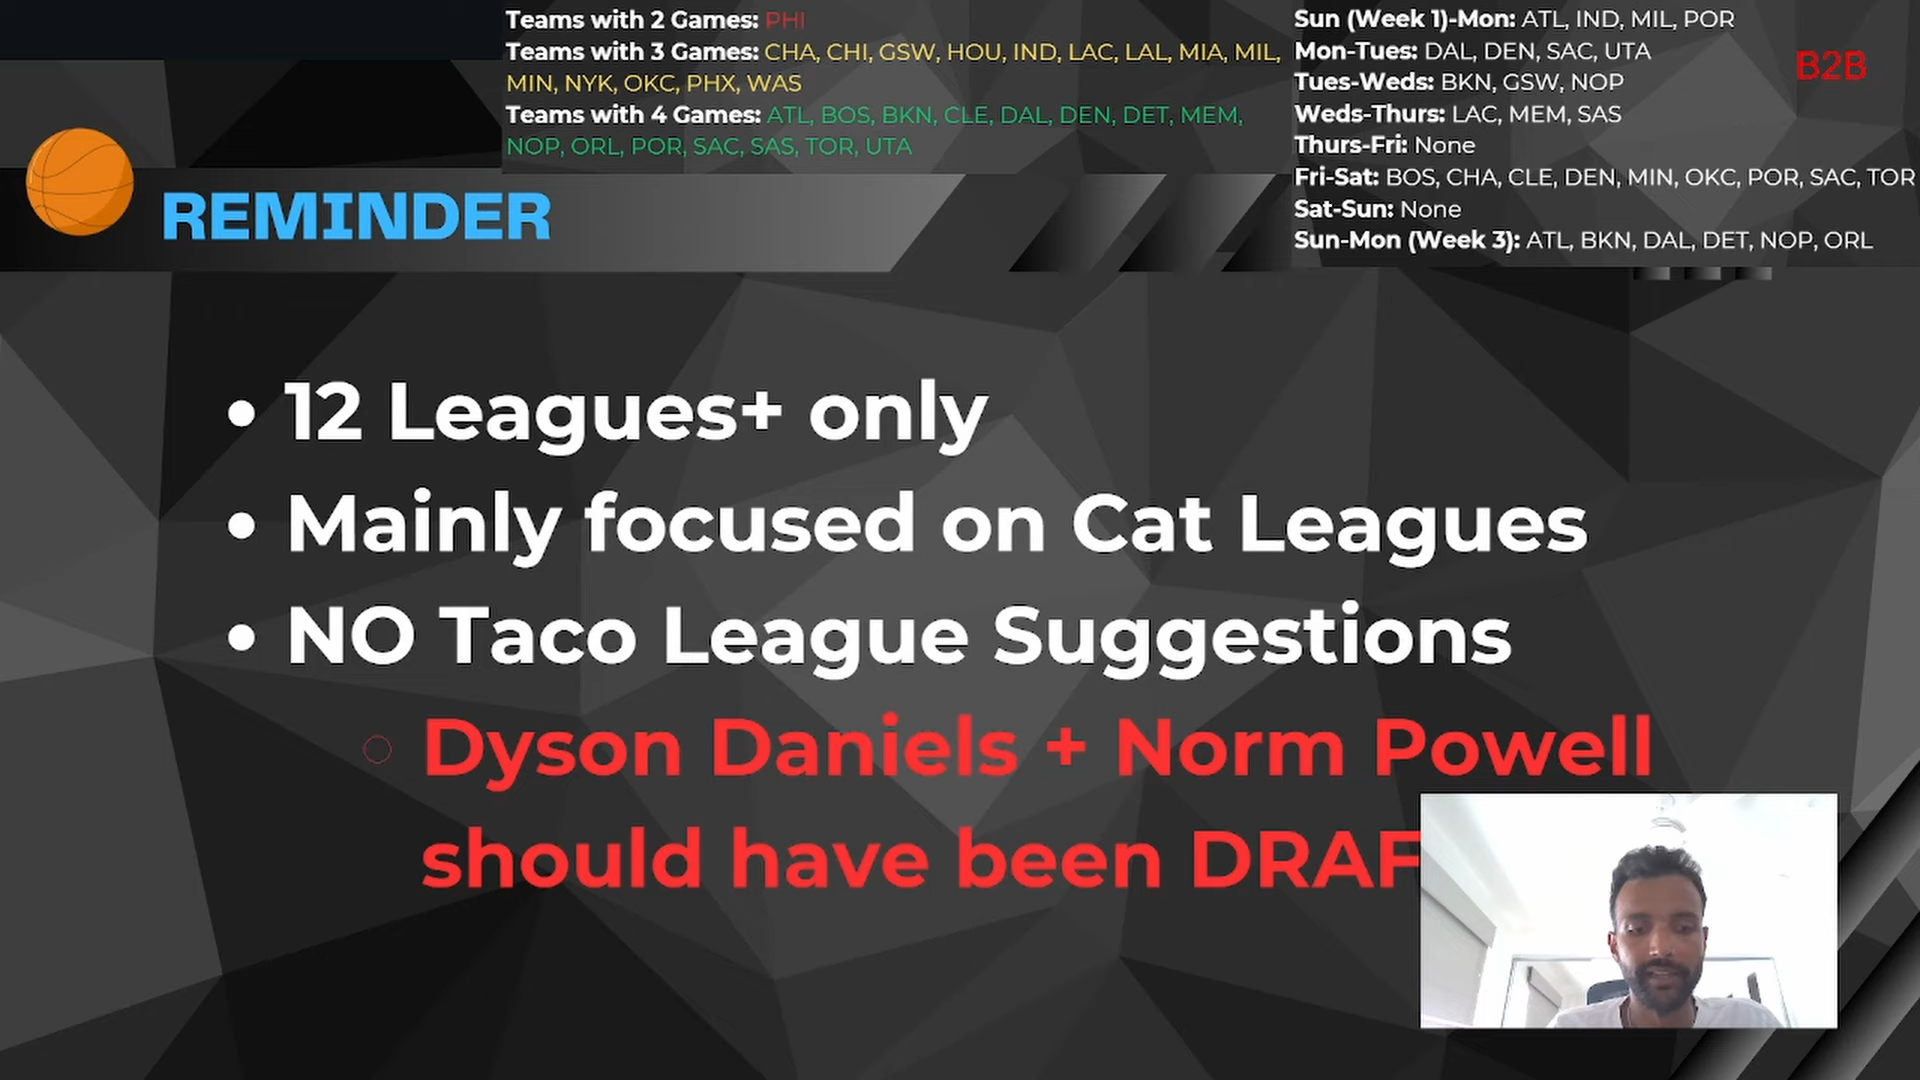 Teams with 2 Games: PHI
Teams with 3 Games: CHA, CHI, GSW, HOU, IND, LAC, LAL, MIA, MIL,
MIN, NYK, OKC, PHX, WAS
Teams with 4 Games: ATL, BOS, BKN, CLE, DAL, DEN, DET, MEM,
NOP, ORL, POR, SAC, SAS, TOR, UTA
Sun (Week 1)-Mon: ATL, IND, MIL, POR
Mon-Tues: DAL, DEN, SAC, UTA
Tues-Weds: BKN, GSW, NOP
Weds-Thurs: LAC, MEM, SAS
Thurs-Fri: None
Fri-Sat: BOS, CHA, CLE, DEN, MIN, OKC, POR, SAC, TOR
Sat-Sun: None
Sun-Mon (Week 3): ATL, BKN, DAL, DET, NOP, ORL
B2B
REMINDER
• 12 Leagues+ only
• Mainly focused on Cat Leagues
• NO Taco League Suggestions
○ Dyson Daniels + Norm Powell
should have been DRAF